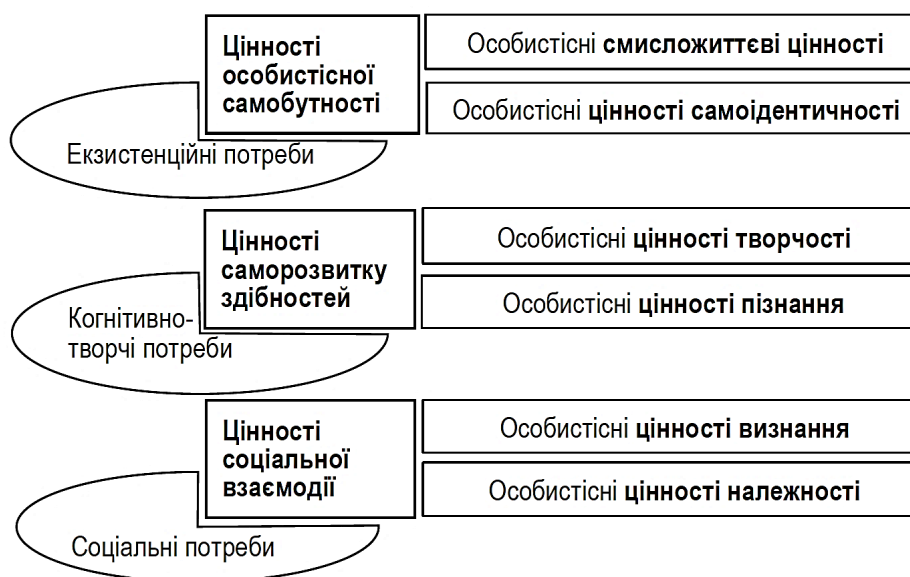 Цінності
особистісної
самобутності
Особистісні смисложиттєві цінності
Особистісні цінності самоідентичності
Екзистенційні потреби
Цінності
саморозвитку
здібностей
Особистісні цінності творчості
Особистісні цінності пізнання
Когнітивно-
творчі потреби
Цінності
соціальної
взаємодії
Особистісні цінності визнання
Особистісні цінності належності
Соціальні потреби